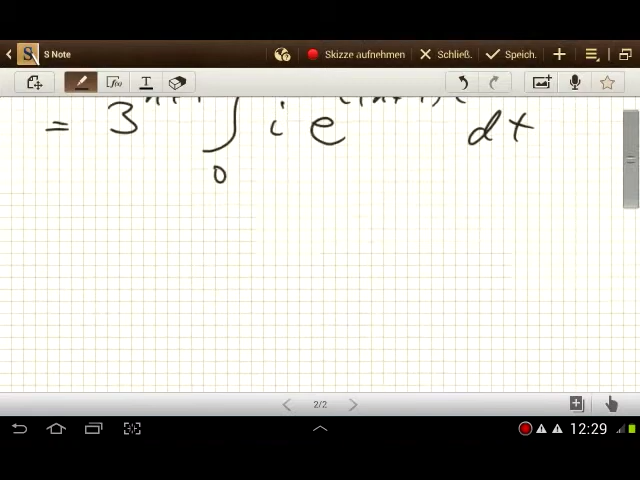 S Note
Skizze aufnehmen
Schließ.
Speich.
= 3 ∫ i e dt
0
2/2
12:29